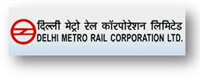 दिल्ली मेट्रो रेल कॉरपोरेशन लिमिटेड
DELHI METRO RAIL CORPORATION LTD.